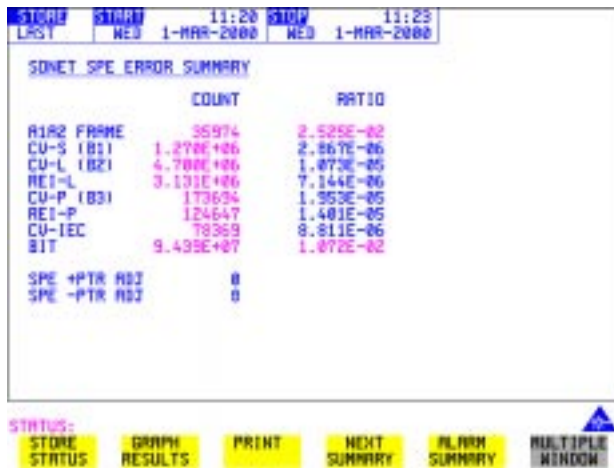 STORE START 11:20 STOP 11:23
LAST WED 1-MAR-2000 WED 1-MAR-2000
SONET SPE ERROR SUMMARY
COUNT RATIO
A1A2 FRAME 35974 2.525E-02
CV-S (B1) 1.270E+06 2.867E-06
CV-L (B2) 4.780E+06 1.073E-05
REI-L 3.131E+06 7.144E-06
CV-P (B3) 173694 1.953E-05
REI-P 124647 1.401E-05
CV-IEC 78369 8.811E-06
BIT 9.439E+07 1.072E-02
SPE +PTR ADJ 0
SPE -PTR ADJ 0
STATUS:
STORE STATUS
GRAPH RESULTS
PRINT
NEXT SUMMARY
ALARM SUMMARY
MULTIPLE WINDOW